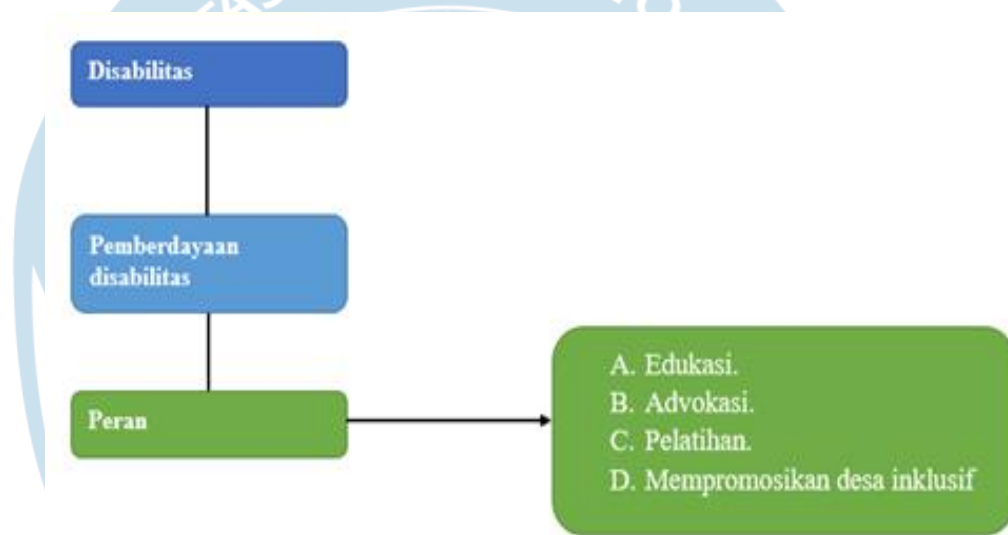 Disabilitas
Pemberdayaan
disabilitas
Peran
A. Edukasi.
B. Advokasi.
C. Pelatihan.
D. Mempromosikan desa inklusif